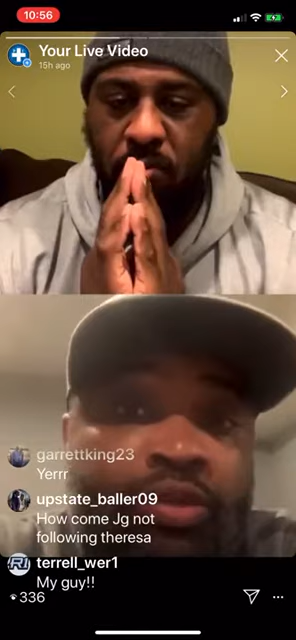 10:56
Your Live Video
15h ago
garrettking23
Yerrr
upstate_baller09
How come Jg not
following theresa
RI
terrell_wer1
My guy!!
336